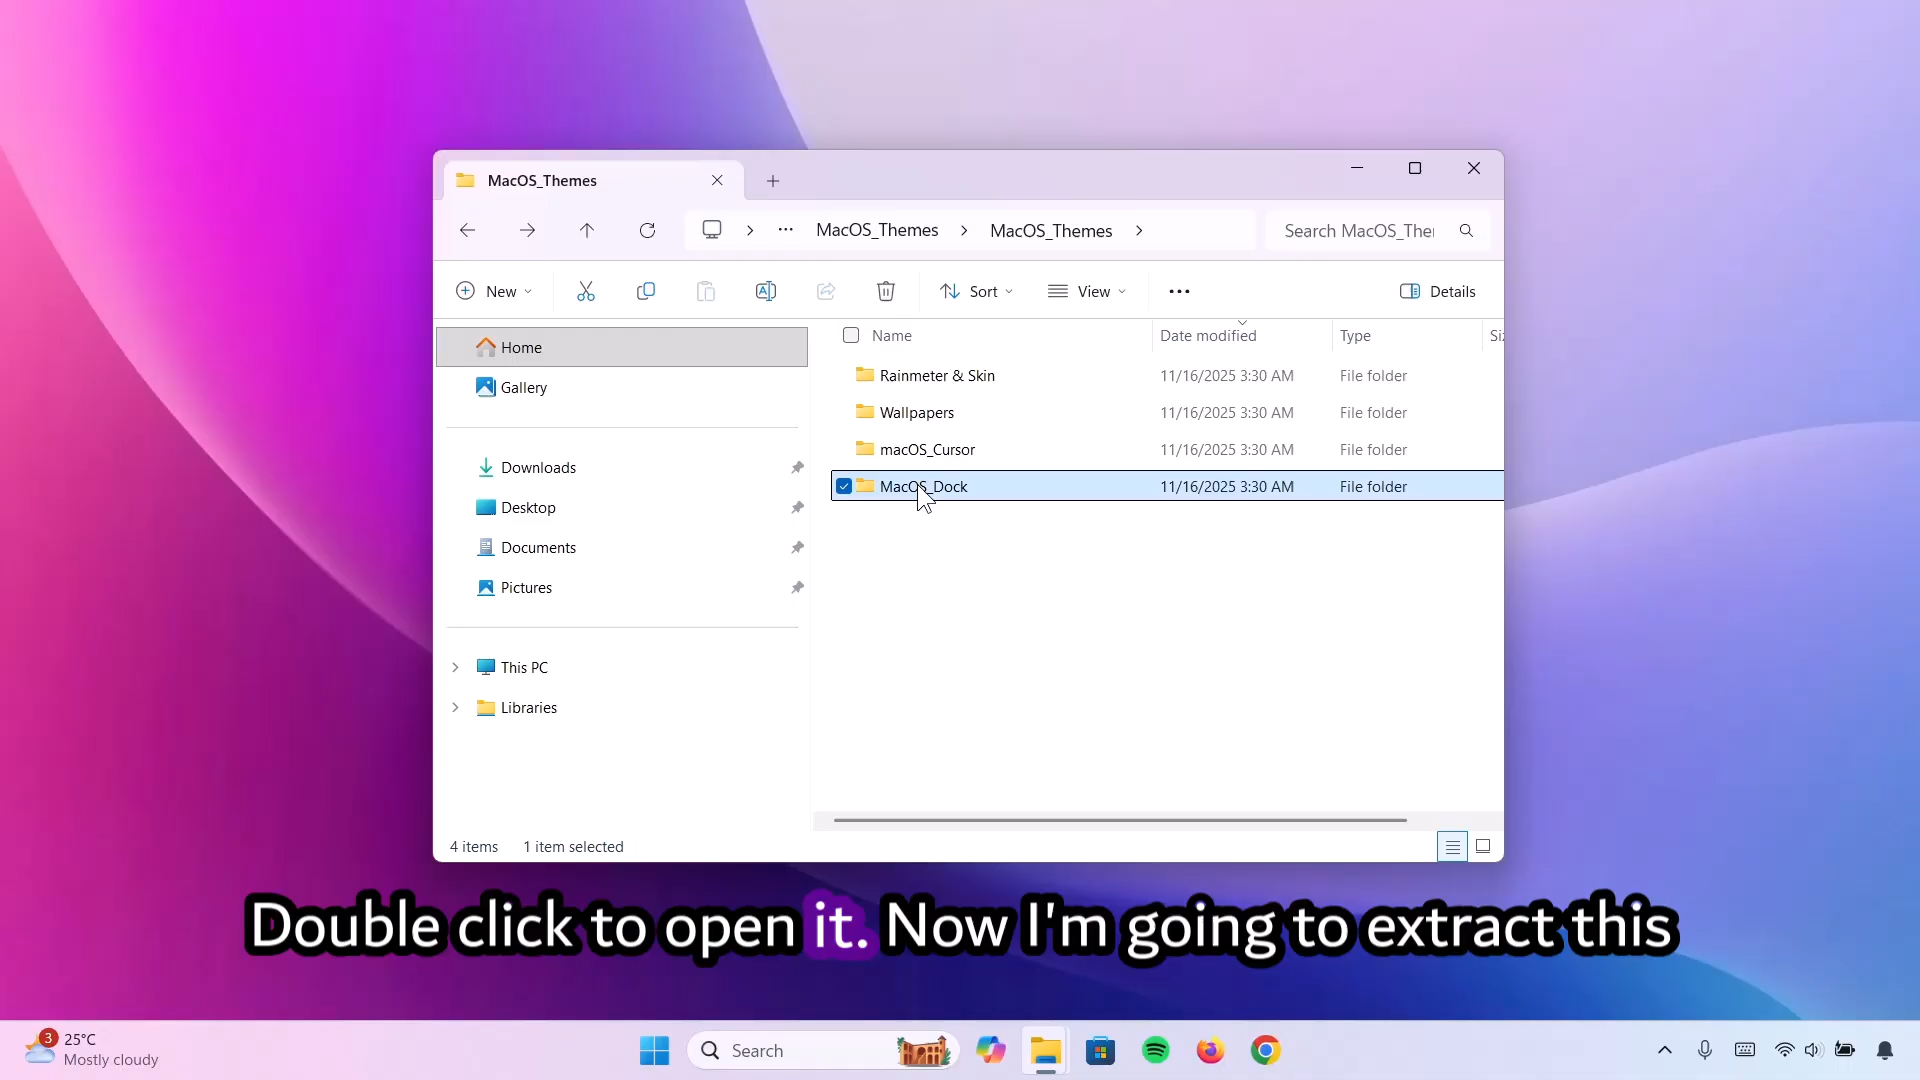 MacOS_Themes
MacOS_Themes
MacOS_Themes
Search MacOS_The
New
Sort
View
Details
Name
Date modified
Type
Home
Gallery
Downloads
Desktop
Documents
Pictures
This PC
Libraries
Rainmeter & Skin 11/16/2025 3:30 AM File folder
Wallpapers 11/16/2025 3:30 AM File folder
macOS_Cursor 11/16/2025 3:30 AM File folder
MacOS_Dock 11/16/2025 3:30 AM File folder
4 items 1 item selected
Double click to open it. Now I'm going to extract this
3
25°C
Mostly cloudy
Search